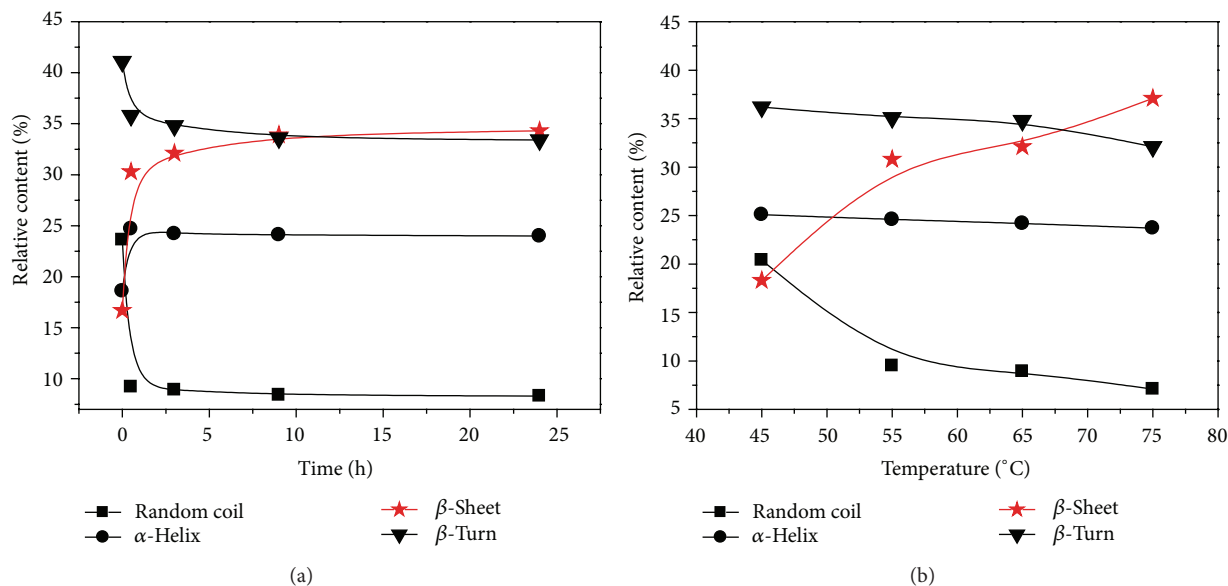 45
40
35
30
25
20
15
10
Relative content (%)
0 5 10 15 20 25
Time (h)
Random coil
α-Helix
β-Sheet
β-Turn
(a)
45
40
35
30
25
20
15
10
5
Relative content (%)
40 45 50 55 60 65 70 75 80
Temperature (°C)
Random coil
α-Helix
β-Sheet
β-Turn
(b)